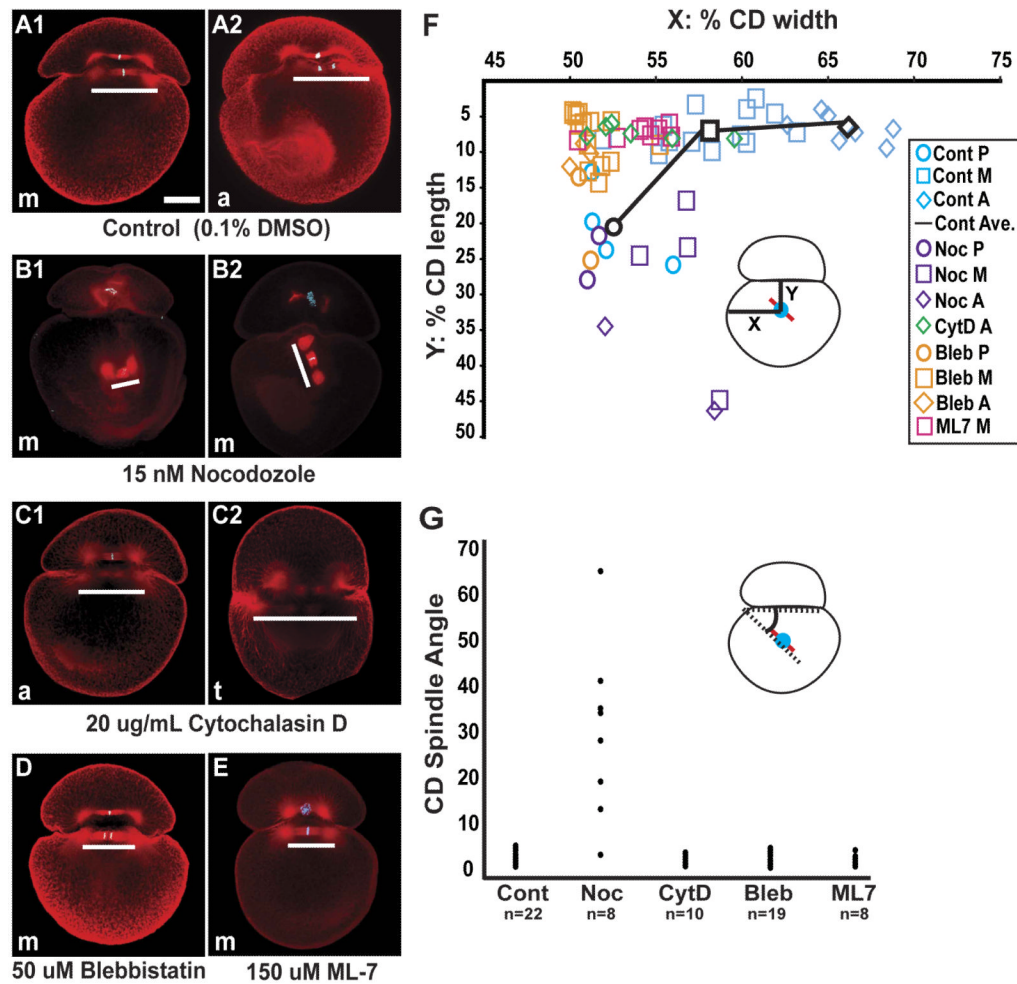 A1
A2
m
a
Control (0.1% DMSO)
B1
B2
m
m
15 nM Nocodozole
C1
C2
a
t
20 ug/mL Cytochalasin D
D
E
m
m
50 uM Blebbistatin
150 uM ML-7
F
X: % CD width
45 50 55 60 65 70 75
Y: % CD length
5
10
15
20
25
30
35
40
45
50
Y
X
Cont P
Cont M
Cont A
Cont Ave.
Noc P
Noc M
Noc A
CytD A
Bleb P
Bleb M
Bleb A
ML7 M
G
CD Spindle Angle
70
60
50
40
30
20
10
0
Cont Noc CytD Bleb ML7
n=22 n=8 n=10 n=19 n=8